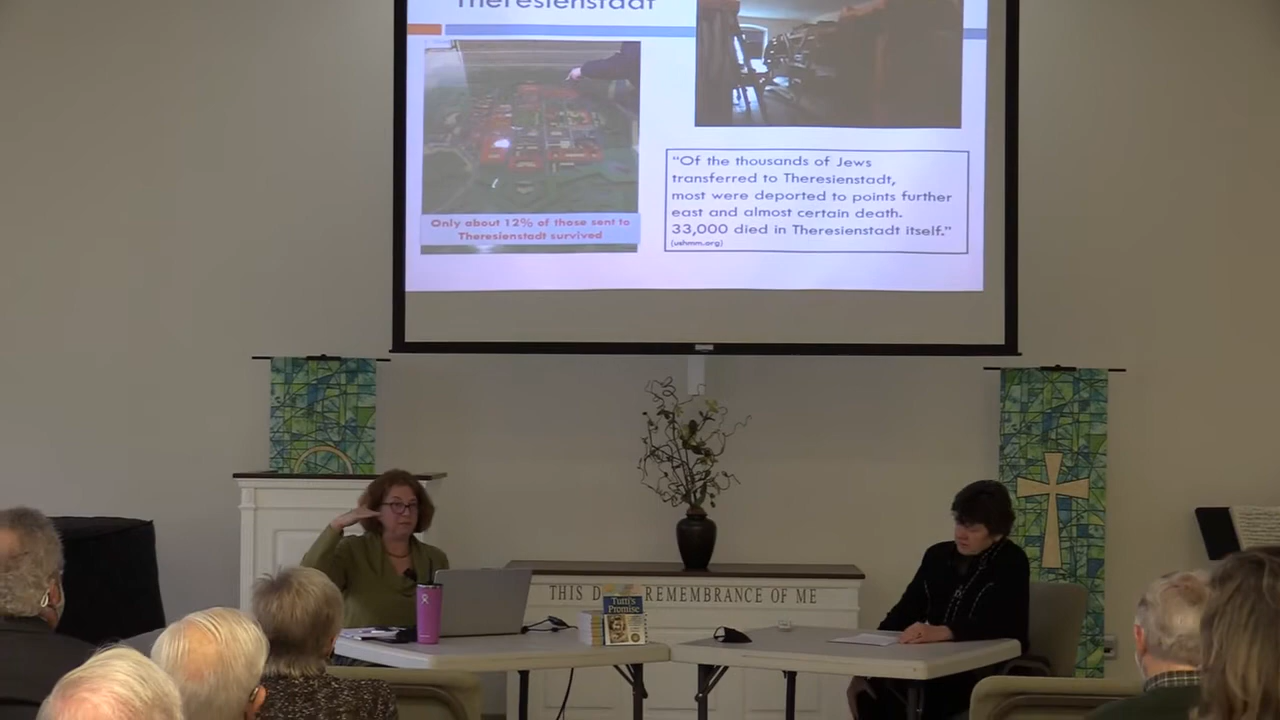 Theresienstadt
Only about 12% of those sent to
Theresienstadt survived
"Of the thousands of Jews
transferred to Theresienstadt,
most were deported to points further
east and almost certain death.
33,000 died in Theresienstadt itself."
(ushmm.org)
THIS D REMEMBRANCE OF ME
Tutti's
Promise